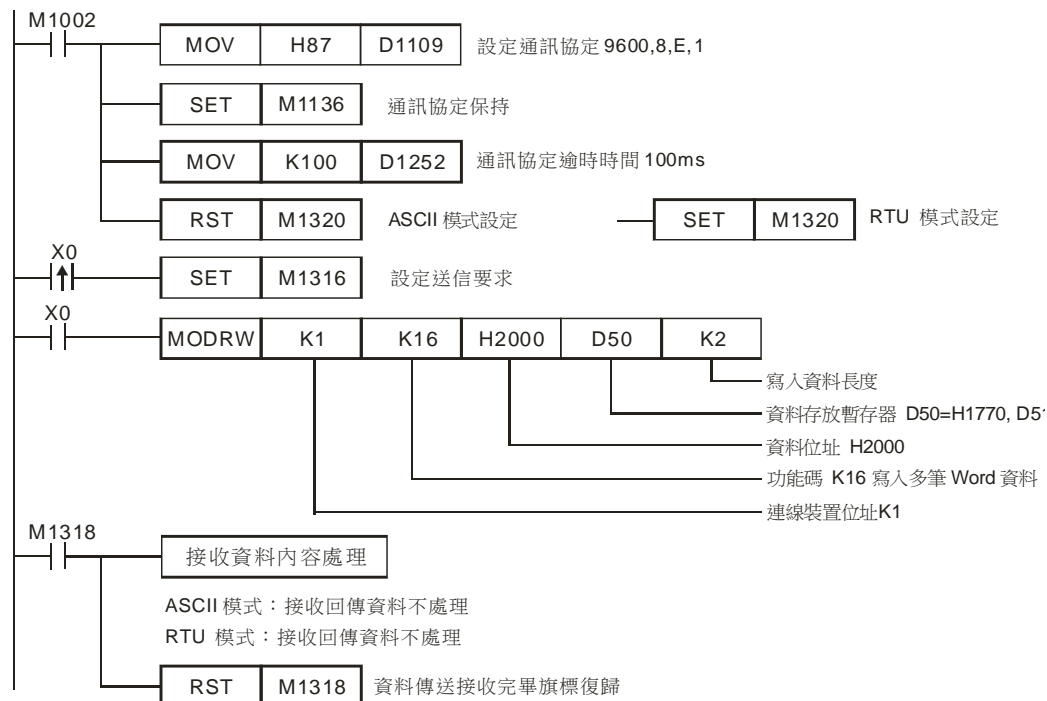 M1002
MOV H87 D1109 設定通訊協定 9600,8,E,1
SET M1136 通訊協定保持
MOV K100 D1252 通訊協定逾時時間 100ms
RST M1320 ASCII 模式設定 SET M1320 RTU 模式設定
X0
SET M1316 設定送信要求
X0
MODRW K1 K16 H2000 D50 K2
寫入資料長度
資料存放暫存器 D50=H1770, D51
資料位址 H2000
功能碼 K16 寫入多筆 Word 資料
連線裝置位址K1
M1318
接收資料內容處理
ASCII 模式：接收回傳資料不處理
RTU 模式：接收回傳資料不處理
RST M1318 資料傳送接收完畢旗標復歸